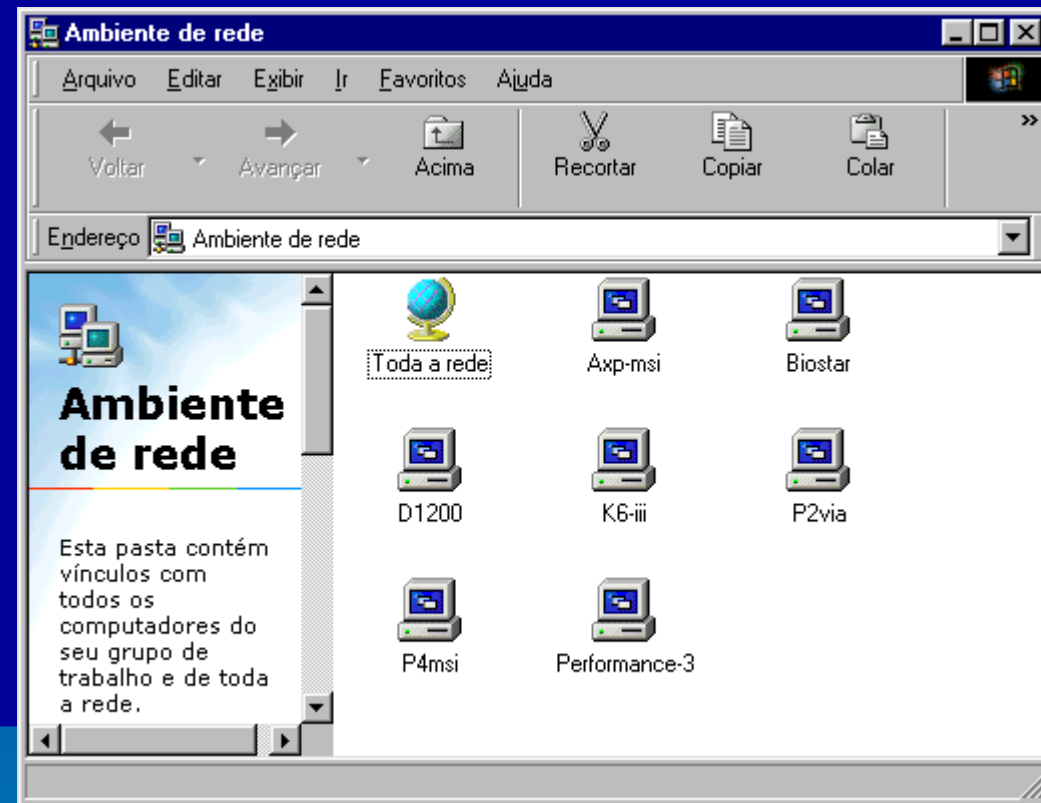 Ambiente de rede
Arquivo Editar Exibir Ir Favoritos Ajuda
Voltar Avançar Acima Recortar Copiar Colar »
Endereço Ambiente de rede
Ambiente
de rede
Esta pasta contém
vínculos com
todos os
computadores do
seu grupo de
trabalho e de toda
a rede.
Toda a rede Axp-msi Biostar
D1200 K6-iii P2via
P4msi Performance-3